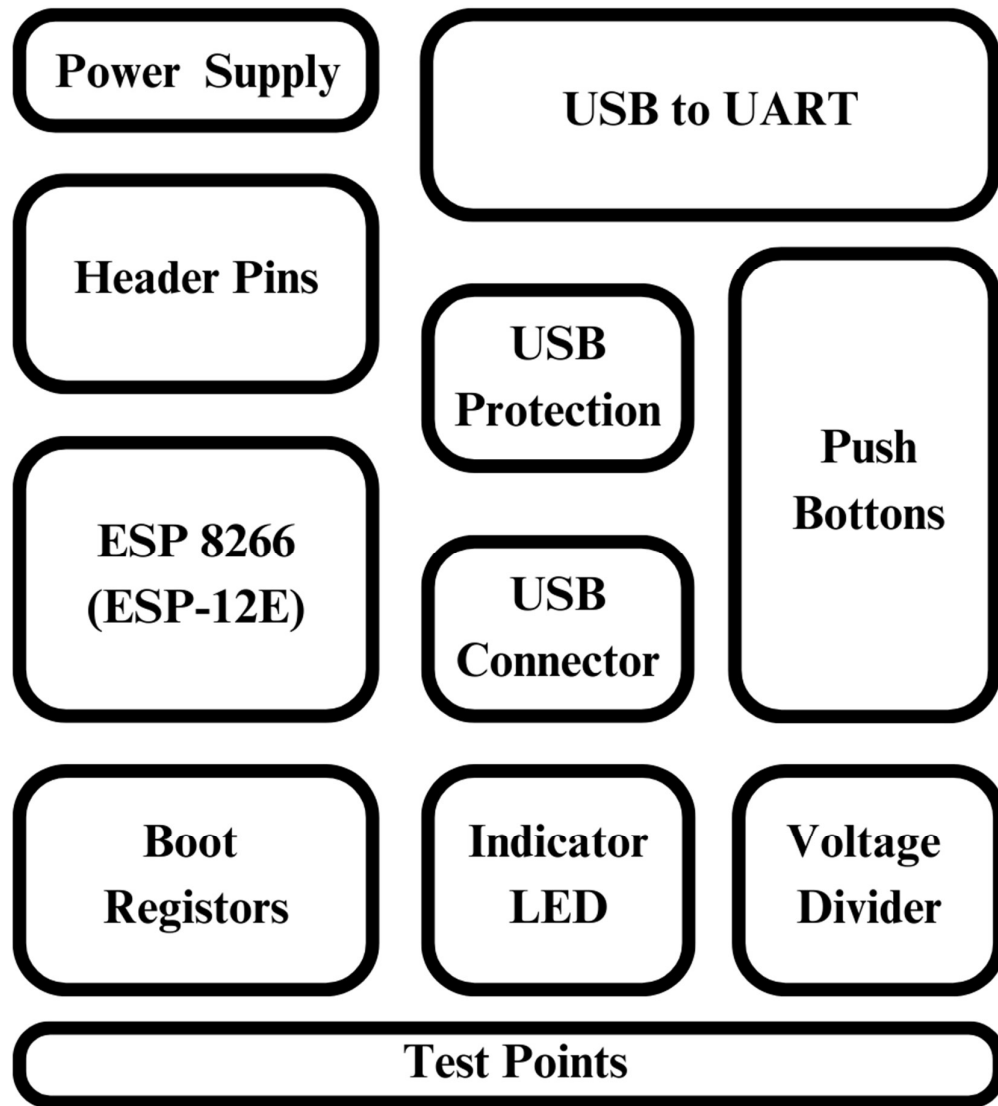 Power Supply
USB to UART
Header Pins
USB
Protection
Push
Bottons
ESP 8266
(ESP-12E)
USB
Connector
Boot
Registors
Indicator
LED
Voltage
Divider
Test Points